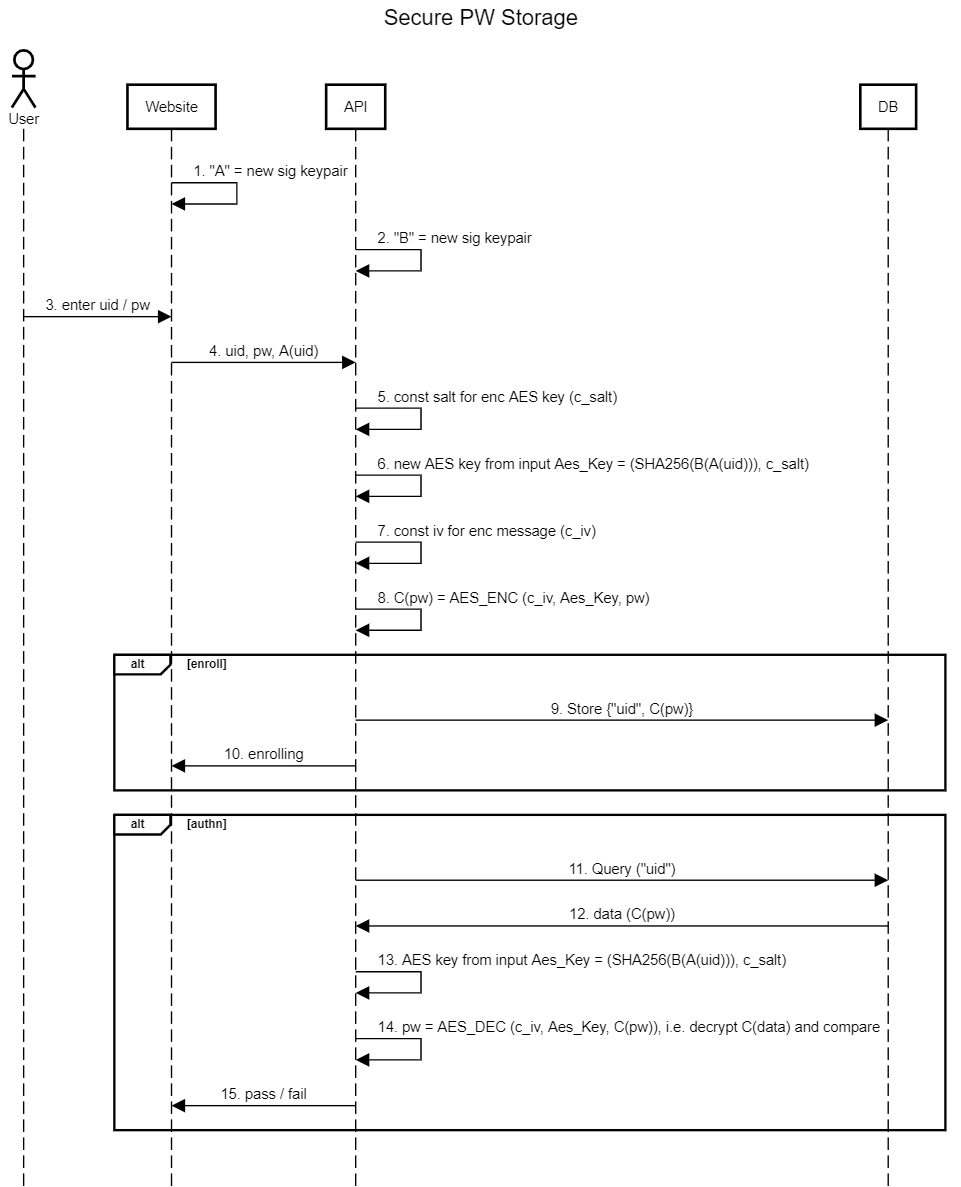 Secure PW Storage
User
Website
API
DB
1. "A" = new sig keypair
2. "B" = new sig keypair
3. enter uid / pw
4. uid, pw, A(uid)
5. const salt for enc AES key (c_salt)
6. new AES key from input Aes_Key = (SHA256(B(A(uid))), c_salt)
7. const iv for enc message (c_iv)
8. C(pw) = AES_ENC (c_iv, Aes_Key, pw)
alt [enroll]
9. Store {"uid", C(pw)}
10. enrolling
alt [authn]
11. Query ("uid")
12. data (C(pw))
13. AES key from input Aes_Key = (SHA256(B(A(uid))), c_salt)
14. pw = AES_DEC (c_iv, Aes_Key, C(pw)), i.e. decrypt C(data) and compare
15. pass / fail